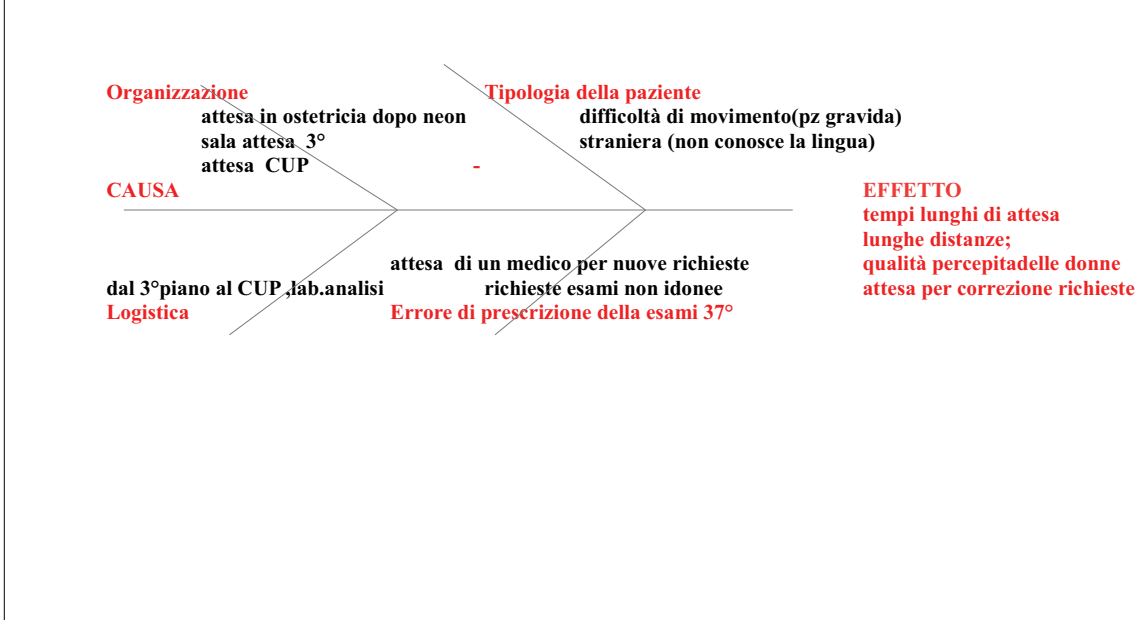 Organizzazione
attesa in ostetricia dopo neon
sala attesa 3°
attesa CUP
Tipologia della paziente
difficoltà di movimento(pz gravida)
straniera (non conosce la lingua)
-
CAUSA
EFFETTO
tempi lunghi di attesa
lunghe distanze;
qualità percepitadelle donne
attesa per correzione richieste
dal 3°piano al CUP ,lab.analisi
Logistica
attesa di un medico per nuove richieste
richieste esami non idonee
Errore di prescrizione della esami 37°